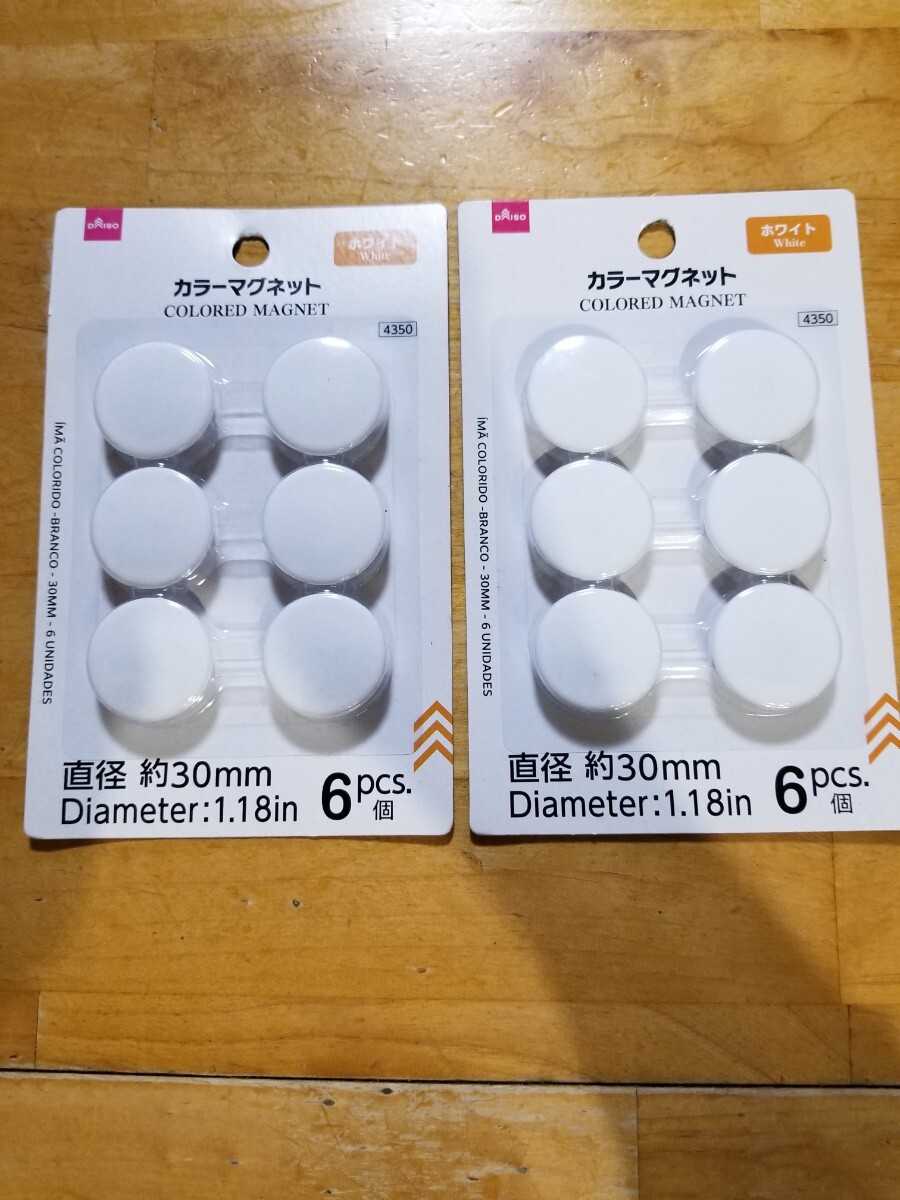 DAISO
ホワイト
White
カラーマグネット
COLORED MAGNET
4350
ÍMÃ COLORIDO -BRANCO - 30MM - 6 UNIDADES
直径 約30mm
Diameter:1.18in
6pcs.
個
DAISO
ホワイト
White
カラーマグネット
COLORED MAGNET
4350
ÍMÃ COLORIDO -BRANCO - 30MM - 6 UNIDADES
直径 約30mm
Diameter:1.18in
6pcs.
個